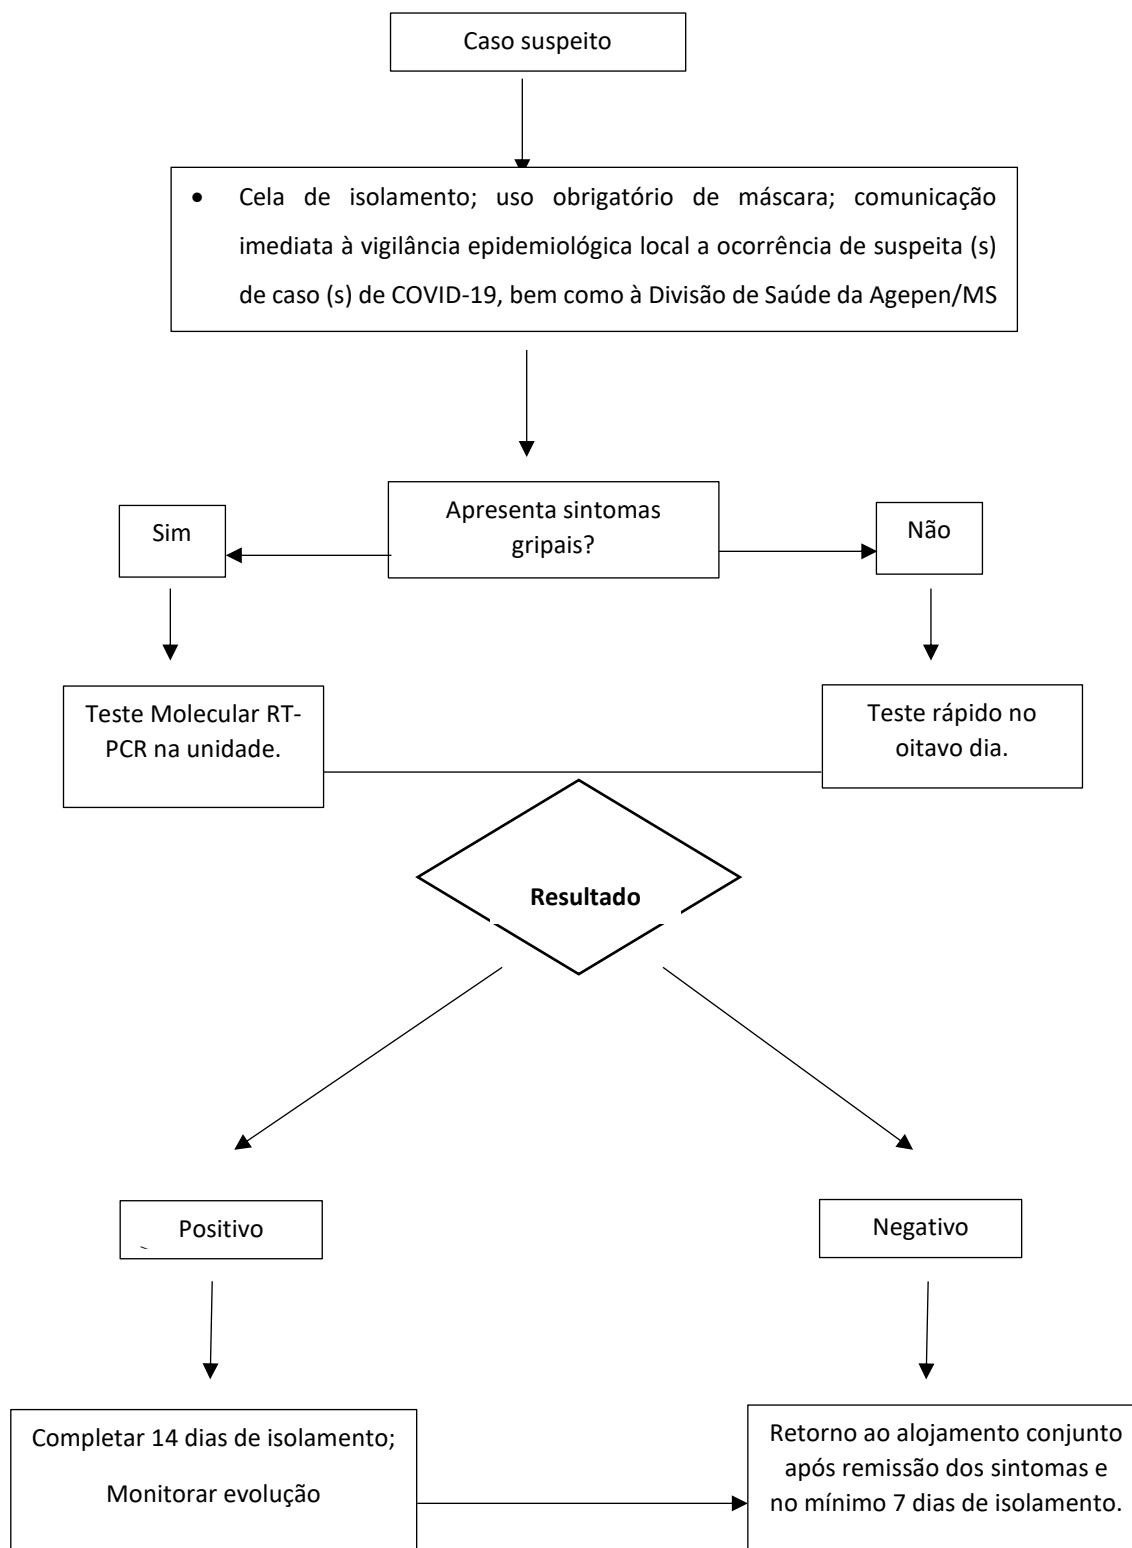 Caso suspeito
• Cela de isolamento; uso obrigatório de máscara; comunicação
imediata à vigilância epidemiológica local a ocorrência de suspeita (s)
de caso (s) de COVID-19, bem como à Divisão de Saúde da Agepen/MS
Apresenta sintomas
gripais?
Sim
Não
Teste Molecular RT-
PCR na unidade.
Teste rápido no
oitavo dia.
Resultado
Positivo
`
Negativo
Completar 14 dias de isolamento;
Monitorar evolução
Retorno ao alojamento conjunto
após remissão dos sintomas e
no mínimo 7 dias de isolamento.